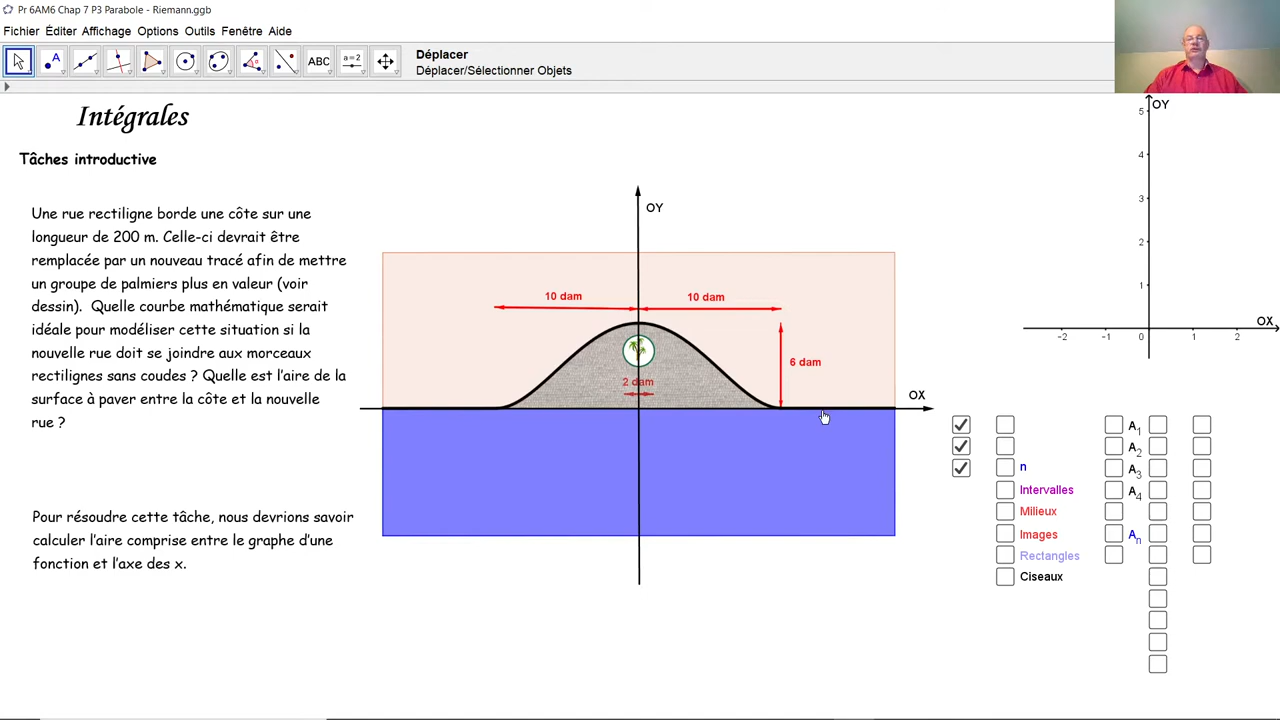 Pr 6AM6 Chap 7 P3 Parabole - Riemann.ggb
Fichier Éditer Affichage Options Outils Fenêtre Aide
A
ABC
a=2
Déplacer
Déplacer/Sélectionner Objets
Intégrales
Tâches introductive
Une rue rectiligne borde une côte sur une
longueur de 200 m. Celle-ci devrait être
remplacée par un nouveau tracé afin de mettre
un groupe de palmiers plus en valeur (voir
dessin). Quelle courbe mathématique serait
idéale pour modéliser cette situation si la
nouvelle rue doit se joindre aux morceaux
rectilignes sans coudes ? Quelle est l'aire de la
surface à paver entre la côte et la nouvelle
rue ?
Pour résoudre cette tâche, nous devrions savoir
calculer l'aire comprise entre le graphe d'une
fonction et l'axe des x.
OY
10 dam
10 dam
6 dam
2 dam
OX
OY
5
4
3
2
1
OX
-2 -1 0 1 2
A1
A2
n A3
Intervalles A4
Milieux
Images An
Rectangles
Ciseaux